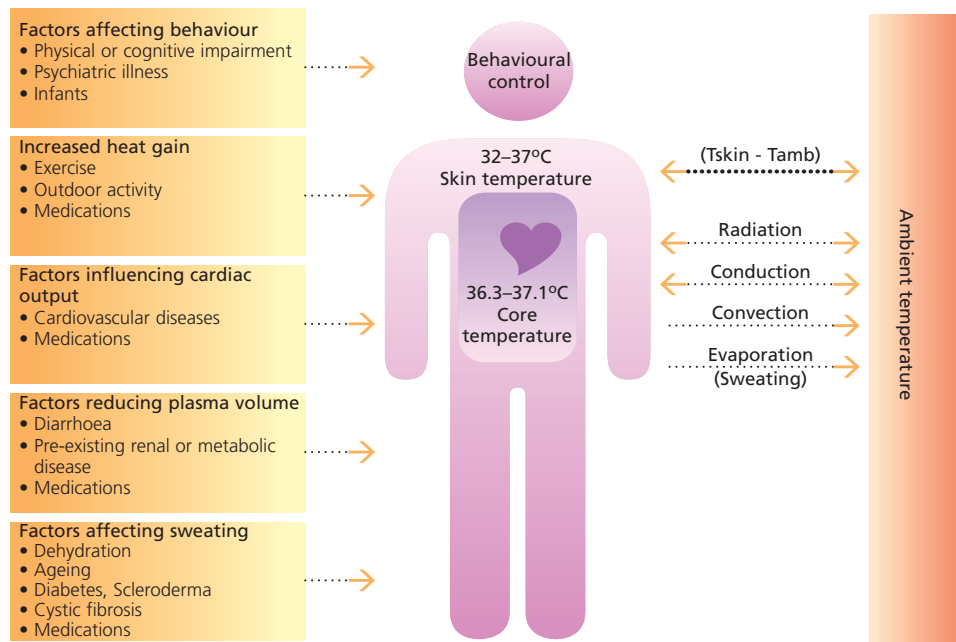 Factors affecting behaviour
• Physical or cognitive impairment
• Psychiatric illness
• Infants
Increased heat gain
• Exercise
• Outdoor activity
• Medications
Factors influencing cardiac
output
• Cardiovascular diseases
• Medications
Factors reducing plasma volume
• Diarrhoea
• Pre-existing renal or metabolic
disease
• Medications
Factors affecting sweating
• Dehydration
• Ageing
• Diabetes, Scleroderma
• Cystic fibrosis
• Medications
Behavioural
control
32–37ºC
Skin temperature
36.3–37.1ºC
Core
temperature
(Tskin - Tamb)
Radiation
Conduction
Convection
Evaporation
(Sweating)
Ambient temperature